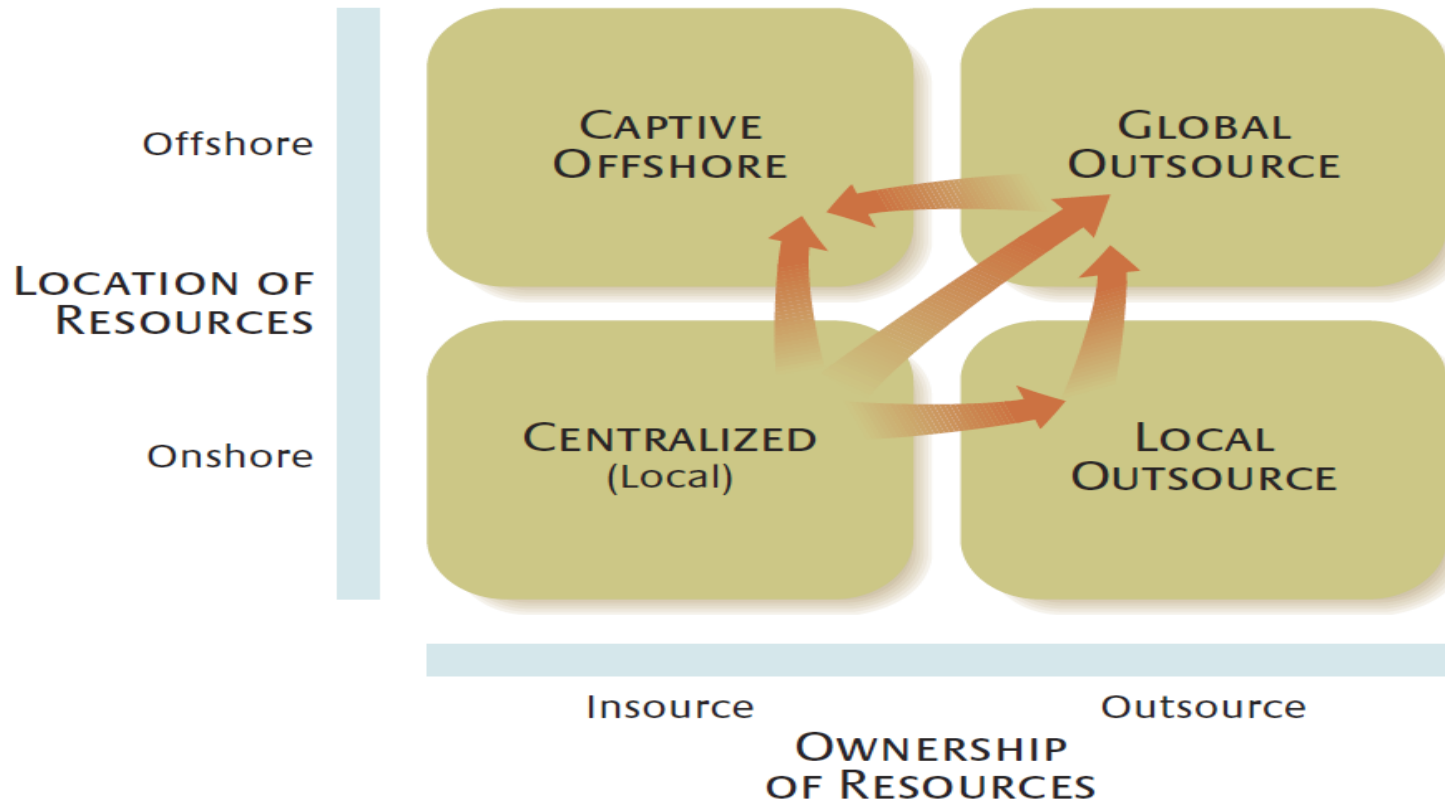 Offshore
LOCATION OF
RESOURCES
Onshore
CAPTIVE
OFFSHORE
GLOBAL
OUTSOURCE
CENTRALIZED
(Local)
LOCAL
OUTSOURCE
Insource
Outsource
OWNERSHIP
OF RESOURCES